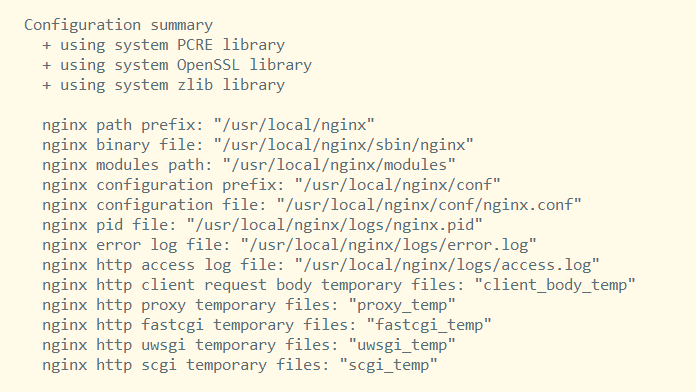 Configuration summary
+ using system PCRE library
+ using system OpenSSL library
+ using system zlib library
nginx path prefix: "/usr/local/nginx"
nginx binary file: "/usr/local/nginx/sbin/nginx"
nginx modules path: "/usr/local/nginx/modules"
nginx configuration prefix: "/usr/local/nginx/conf"
nginx configuration file: "/usr/local/nginx/conf/nginx.conf"
nginx pid file: "/usr/local/nginx/logs/nginx.pid"
nginx error log file: "/usr/local/nginx/logs/error.log"
nginx http access log file: "/usr/local/nginx/logs/access.log"
nginx http client request body temporary files: "client_body_temp"
nginx http proxy temporary files: "proxy_temp"
nginx http fastcgi temporary files: "fastcgi_temp"
nginx http uwsgi temporary files: "uwsgi_temp"
nginx http scgi temporary files: "scgi_temp"